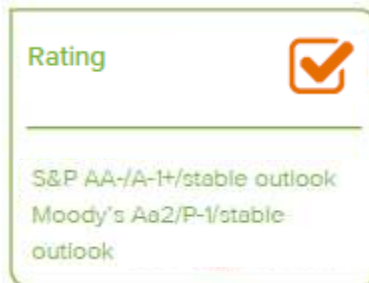 Rating
S&P AA-/A-1+/stable outlook
Moody's Aa2/P-1/stable
outlook